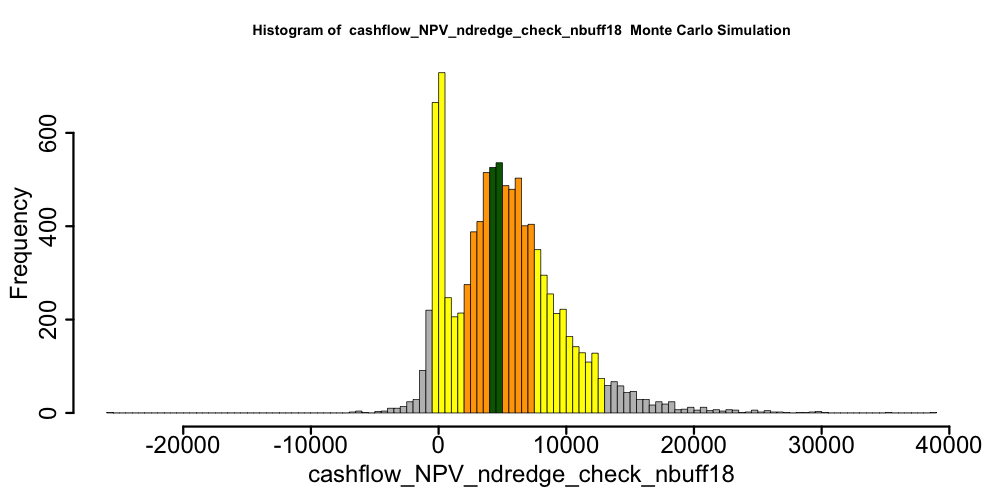 Histogram of  cashflow_NPV_ndredge_check_nbuff18  Monte Carlo Simulation
Frequency
600
400
200
0
-20000 -10000 0 10000 20000 30000 40000
cashflow_NPV_ndredge_check_nbuff18